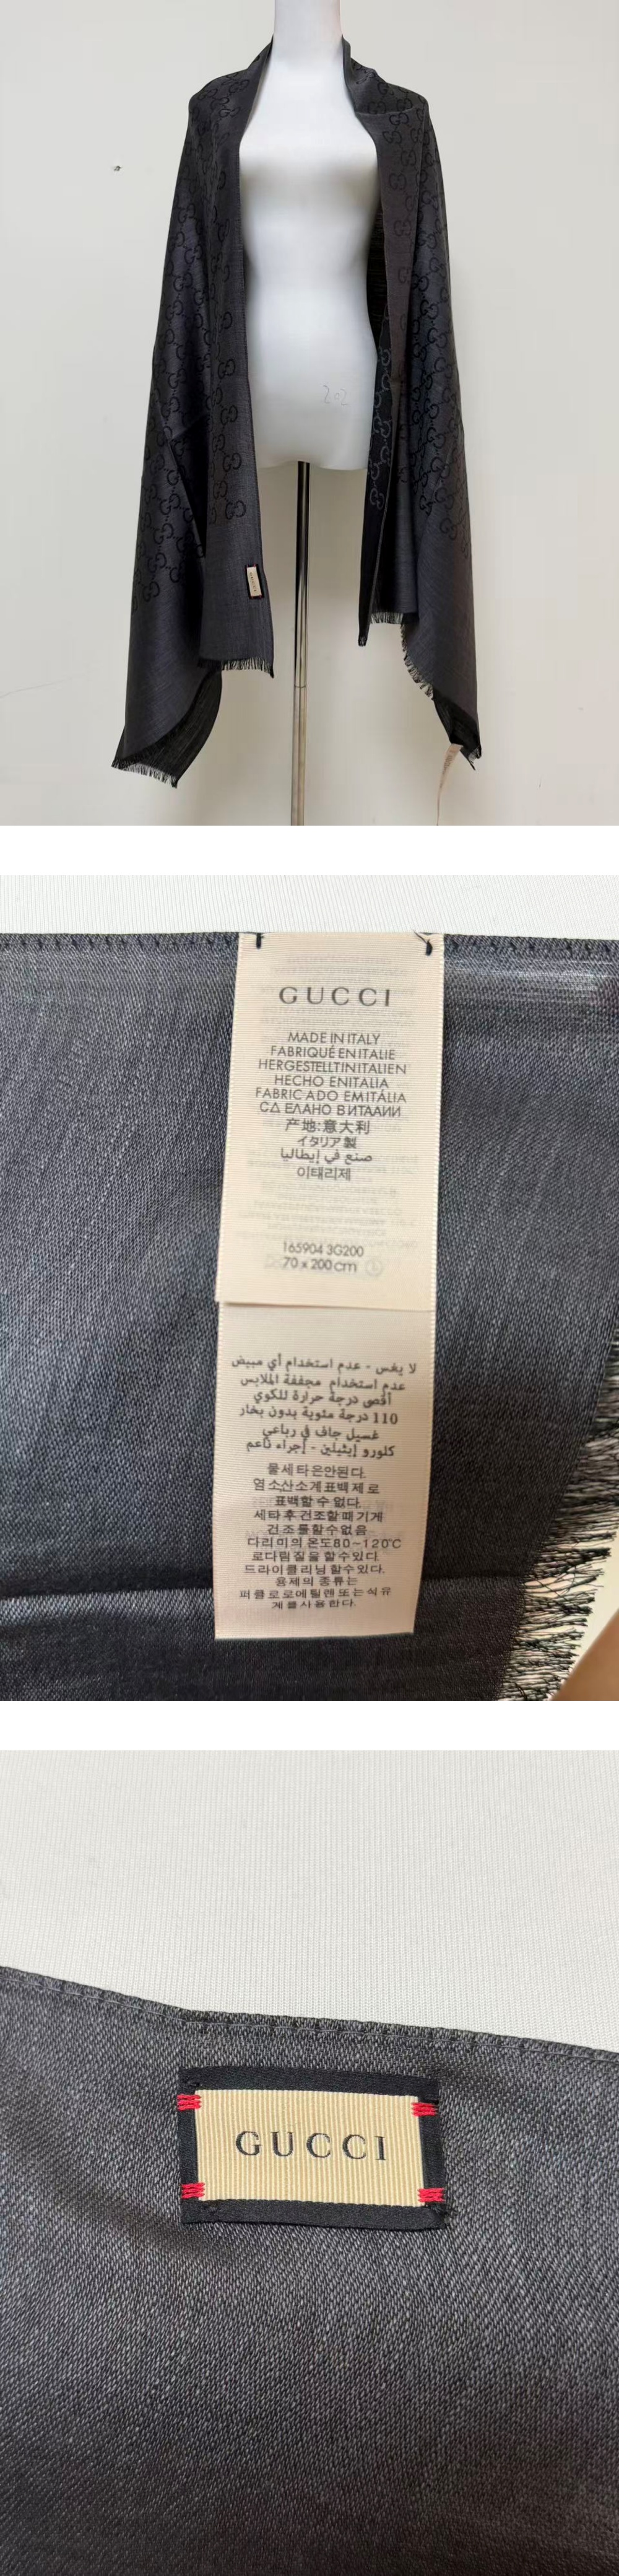 202
GUCCI
GUCCI
MADE IN ITALY
FABRIQUÉ EN ITALIE
HERGESTELLT IN ITALIEN
HECHO EN ITALIA
FABRICADO EM ITÁLIA
СДЕЛАНО В ИТАЛИИ
产地:意大利
イタリア製
صنع في إيطاليا
이태리제
165904 3G200
70 x 200 cm
لا يغس - عدم استخدام أي مبيض
عدم استخدام مجففة الملابس
أقصى درجة حرارة للكوي
110 درجة مئوية بدون بخار
غسيل جاف في رباعي
كلورو إيثيلين - إجراء ناعم
물세탁은안된다.
염소산소계표백제로
표백할수없다.
세타후건조할때기계
건조를할수없음
다리미의온도80~120℃
로다림질을할수있다.
드라이클리닝할수있다.
용제의종류는
퍼클로로에틸렌또는석유
계를사용한다.
GUCCI